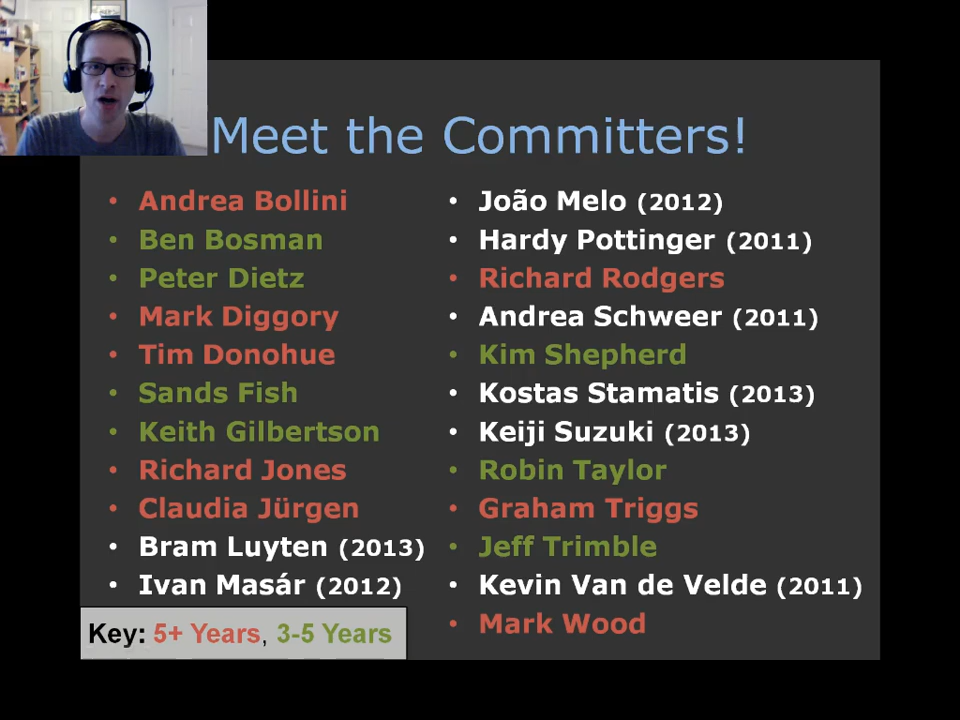 Meet the Committers!
• Andrea Bollini
• Ben Bosman
• Peter Dietz
• Mark Diggory
• Tim Donohue
• Sands Fish
• Keith Gilbertson
• Richard Jones
• Claudia Jürgen
• Bram Luyten (2013)
• Ivan Masár (2012)
• João Melo (2012)
• Hardy Pottinger (2011)
• Richard Rodgers
• Andrea Schweer (2011)
• Kim Shepherd
• Kostas Stamatis (2013)
• Keiji Suzuki (2013)
• Robin Taylor
• Graham Triggs
• Jeff Trimble
• Kevin Van de Velde (2011)
• Mark Wood
Key: 5+ Years, 3-5 Years